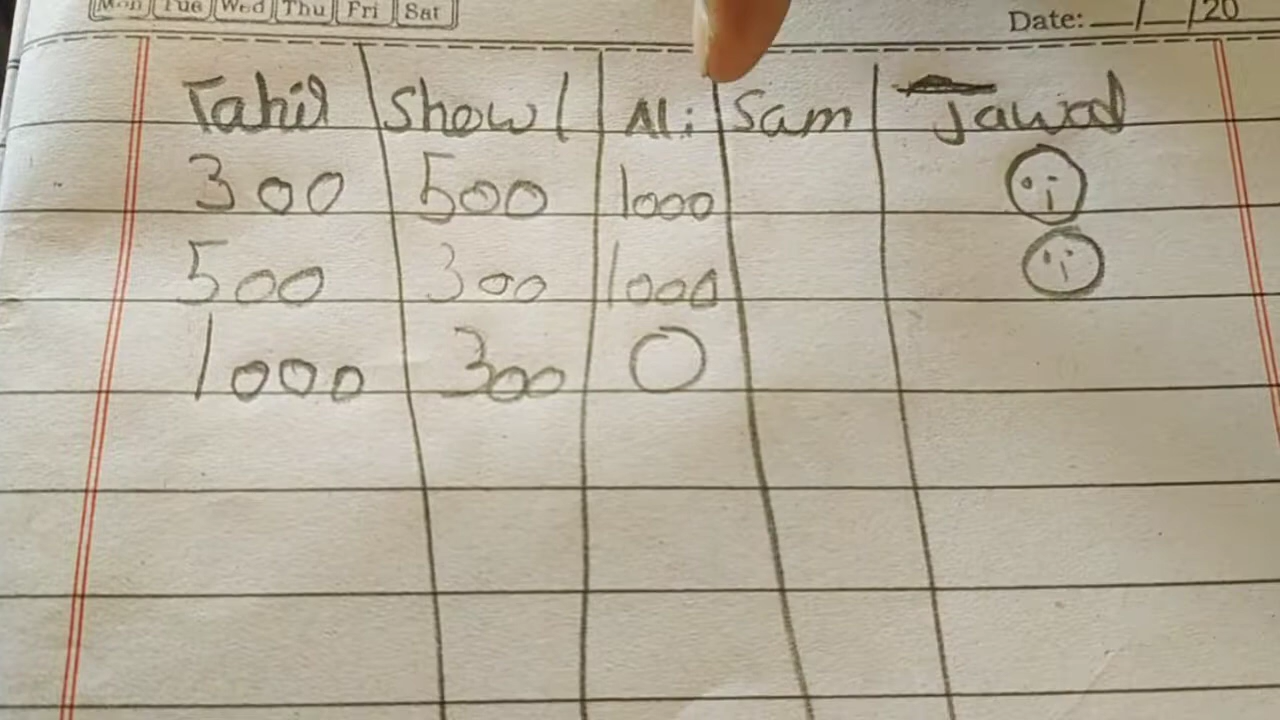 Mon Tue Wed Thu Fri Sat
Date: __/__/20
Tahir Showl Ali Sam Jawad
300 500 1000
500 300 1000
1000 300 0